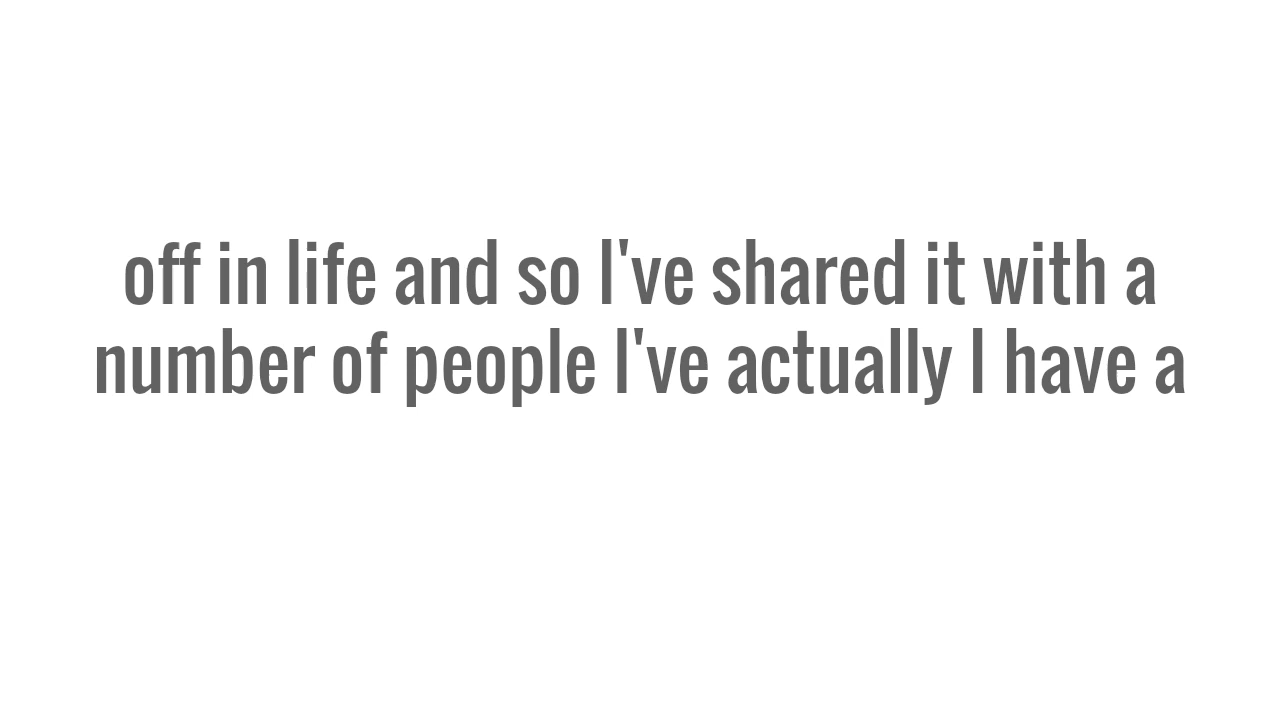 off in life and so I've shared it with a
number of people I've actually I have a